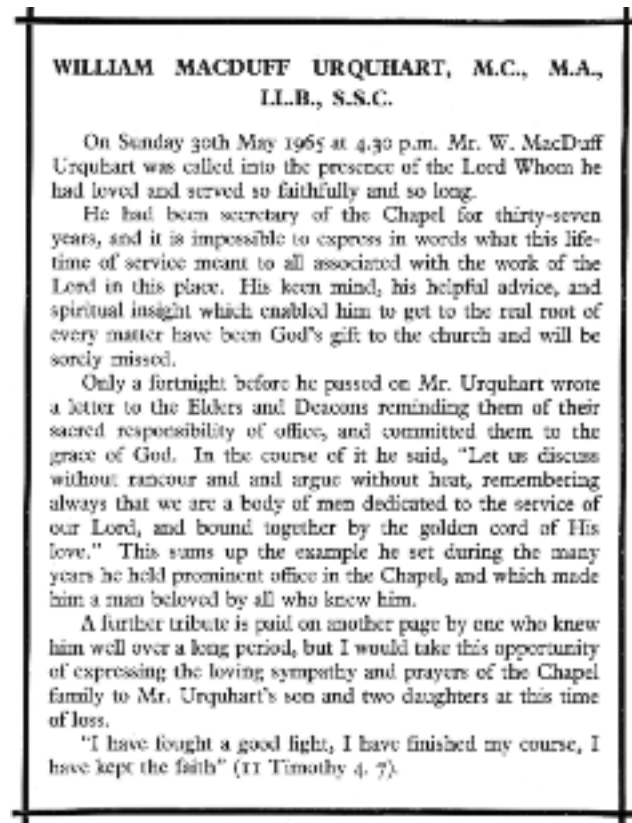 WILLIAM MACDUFF URQUHART, M.C., M.A.,
LL.B., S.S.C.
On Sunday 30th May 1965 at 4.30 p.m. Mr. W. MacDuff
Urquhart was called into the presence of the Lord Whom he
had loved and served so faithfully and so long.
He had been secretary of the Chapel for thirty-seven
years, and it is impossible to express in words what this life-
time of service meant to all associated with the work of the
Lord in this place. His keen mind, his helpful advice, and
spiritual insight which enabled him to get to the real root of
every matter have been God's gift to the church and will be
sorely missed.
Only a fortnight before he passed on Mr. Urquhart wrote
a letter to the Elders and Deacons reminding them of their
sacred responsibility of office, and committed them to the
grace of God. In the course of it he said, "Let us discuss
without rancour and and argue without heat, remembering
always that we are a body of men dedicated to the service of
our Lord, and bound together by the golden cord of His
love." This sums up the example he set during the many
years he held prominent office in the Chapel, and which made
him a man beloved by all who knew him.
A further tribute is paid on another page by one who knew
him well over a long period, but I would take this opportunity
of expressing the loving sympathy and prayers of the Chapel
family to Mr. Urquhart's son and two daughters at this time
of loss.
"I have fought a good fight, I have finished my course, I
have kept the faith" (II Timothy 4. 7).